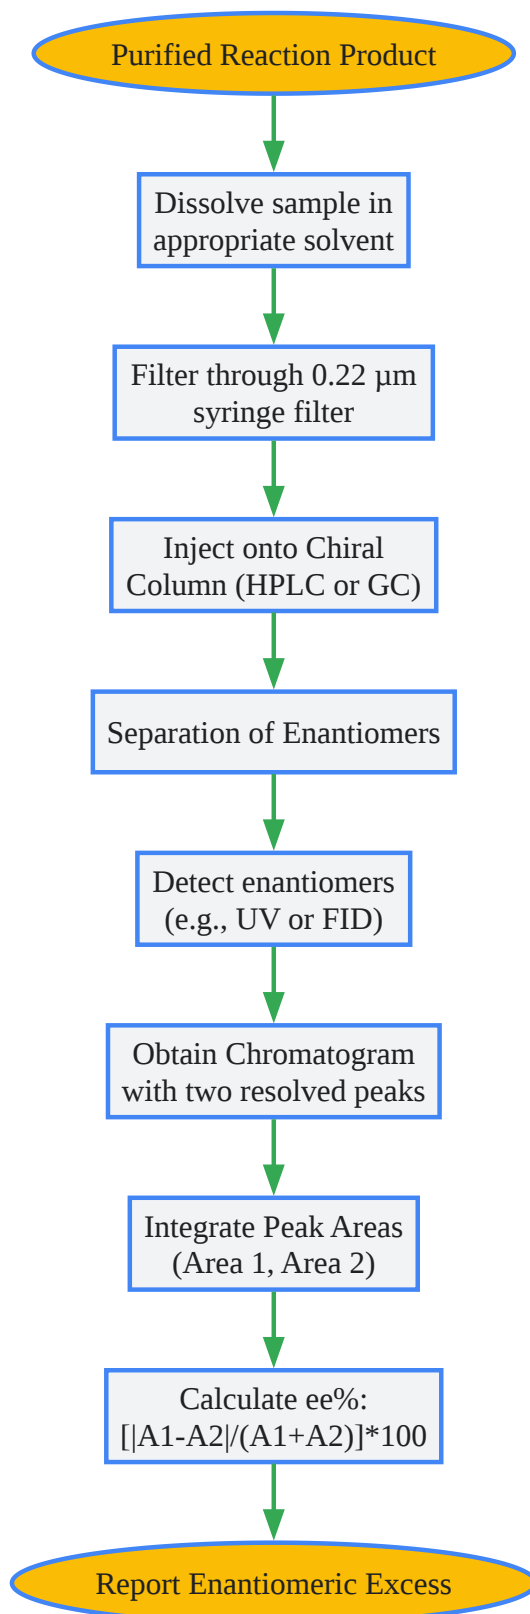 Purified Reaction Product
Dissolve sample in
appropriate solvent
Filter through 0.22 µm
syringe filter
Inject onto Chiral
Column (HPLC or GC)
Separation of Enantiomers
Detect enantiomers
(e.g., UV or FID)
Obtain Chromatogram
with two resolved peaks
Integrate Peak Areas
(Area 1, Area 2)
Calculate ee%:
[|A1-A2|/(A1+A2)]*100
Report Enantiomeric Excess